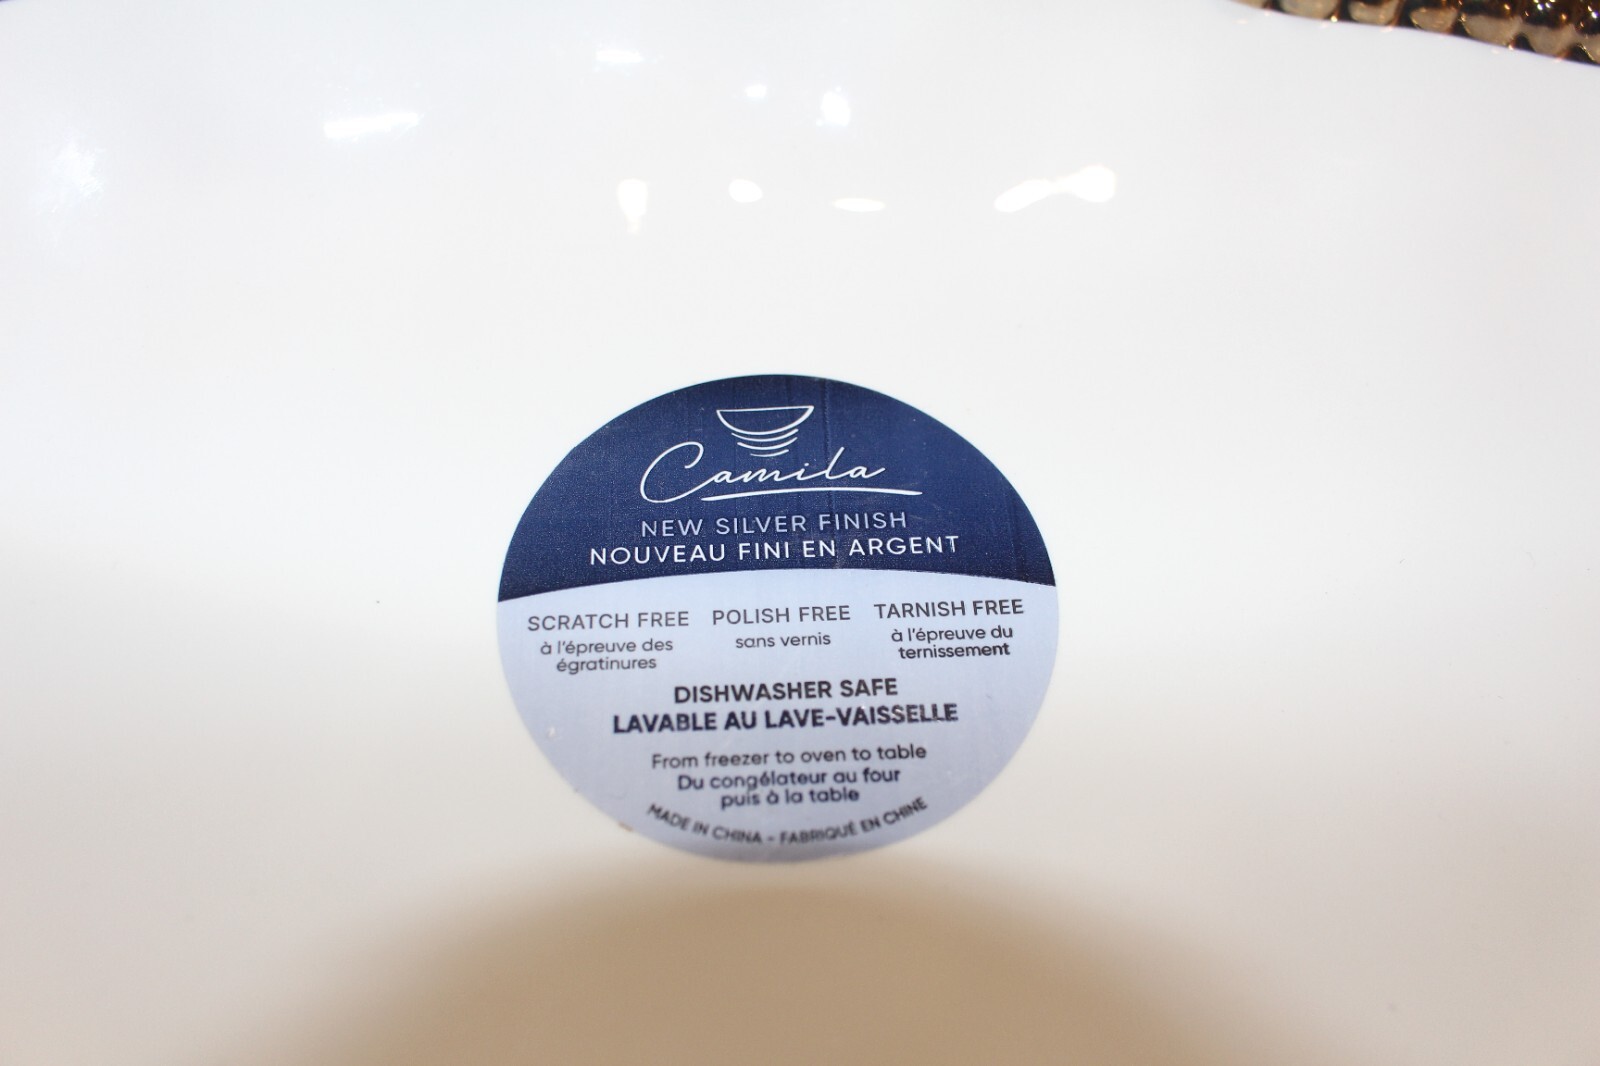 Camila
NEW SILVER FINISH
NOUVEAU FINI EN ARGENT
SCRATCH FREE
à l'épreuve des
égratinures
POLISH FREE
sans vernis
TARNISH FREE
à l'épreuve du
ternissement
DISHWASHER SAFE
LAVABLE AU LAVE-VAISSELLE
From freezer to oven to table
Du congélateur au four
puis à la table
MADE IN CHINA - FABRIQUÉ EN CHINE